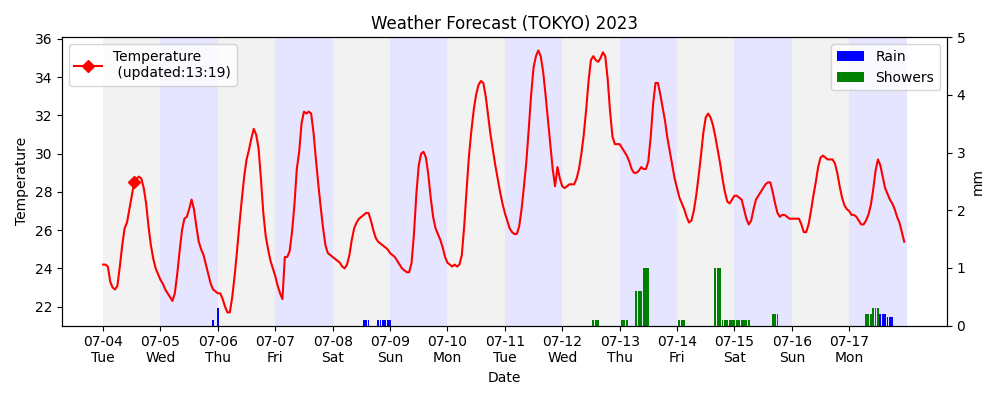 Weather Forecast (TOKYO) 2023
Temperature
(updated:13:19)
Rain
Showers
Temperature
36
34
32
30
28
26
24
22
5
4
3
2
1
0
mm
07-04 07-05 07-06 07-07 07-08 07-09 07-10 07-11 07-12 07-13 07-14 07-15 07-16 07-17
Tue Wed Thu Fri Sat Sun Mon Tue Wed Thu Fri Sat Sun Mon
Date